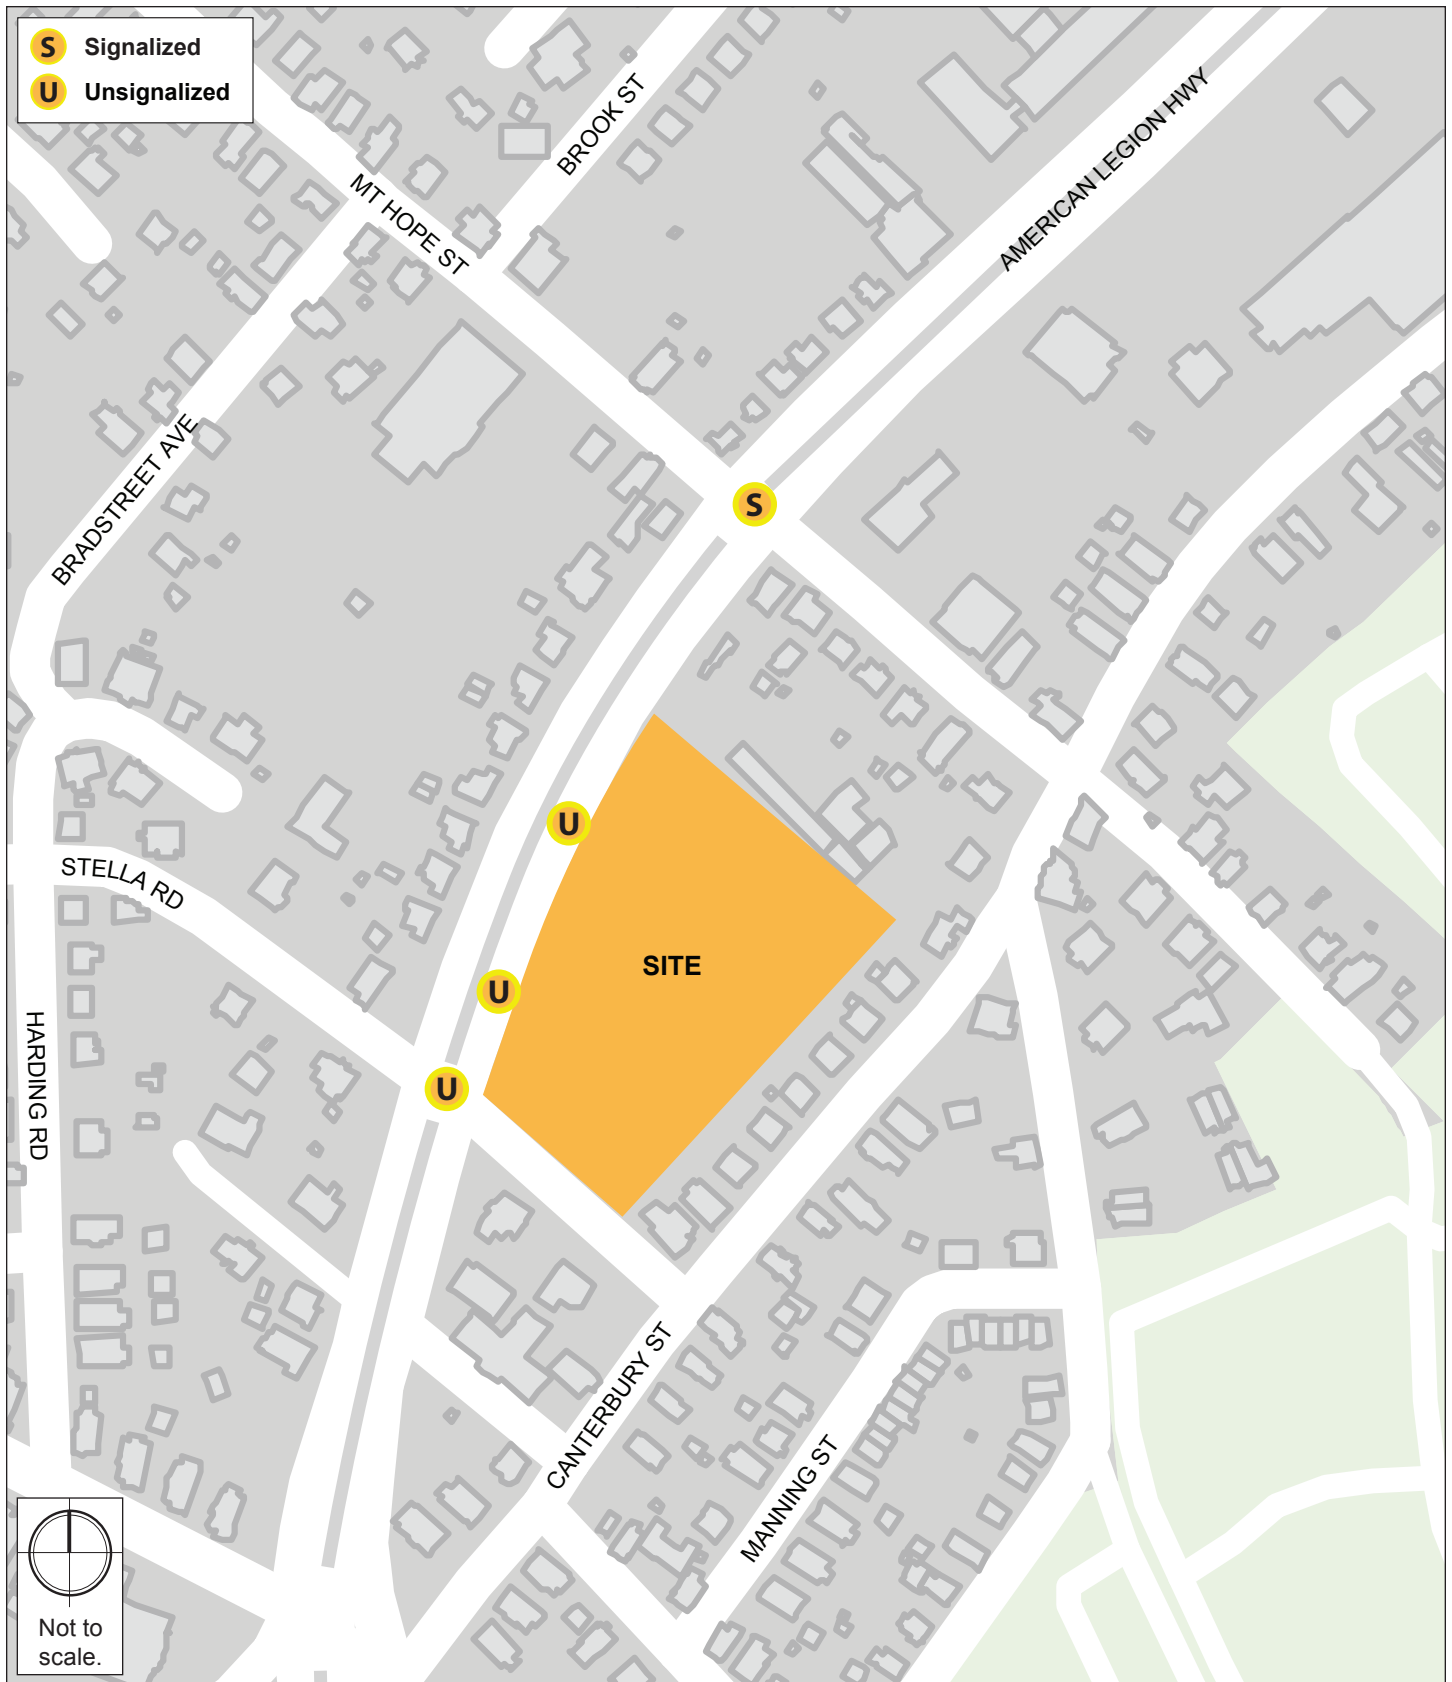 S Signalized
U Unsignalized
BROOK ST
AMERICAN LEGION HWY
MT HOPE ST
BRADSTREET AVE
S
U
STELLA RD
SITE
U
HARDING RD
U
CANTERBURY ST
MANNING ST
Not to
scale.